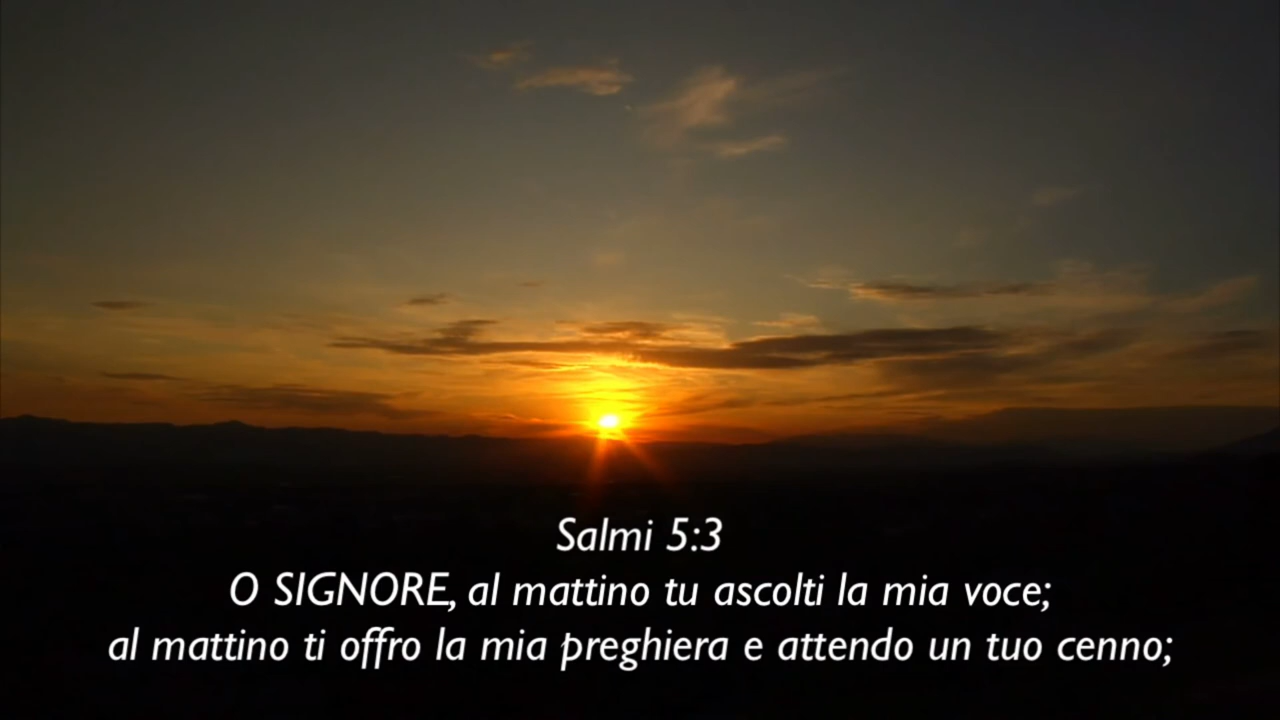 Salmi 5:3
O SIGNORE, al mattino tu ascolti la mia voce;
al mattino ti offro la mia preghiera e attendo un tuo cenno;